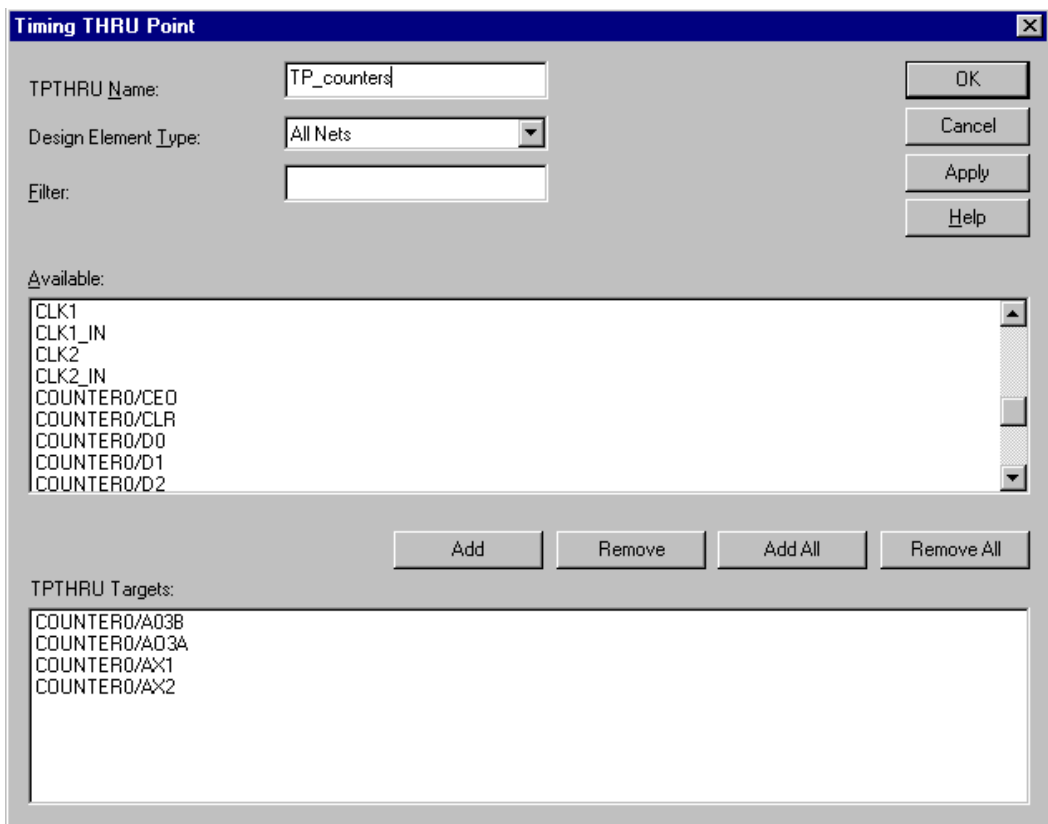 Timing THRU Point
TPTHRU Name: TP_counters OK
Design Element Type: All Nets Cancel
Filter: Apply
Help
Available:
CLK1
CLK1_IN
CLK2
CLK2_IN
COUNTER0/CEO
COUNTER0/CLR
COUNTER0/D0
COUNTER0/D1
COUNTER0/D2
Add Remove Add All Remove All
TPTHRU Targets:
COUNTER0/A03B
COUNTER0/AO3A
COUNTER0/AX1
COUNTER0/AX2